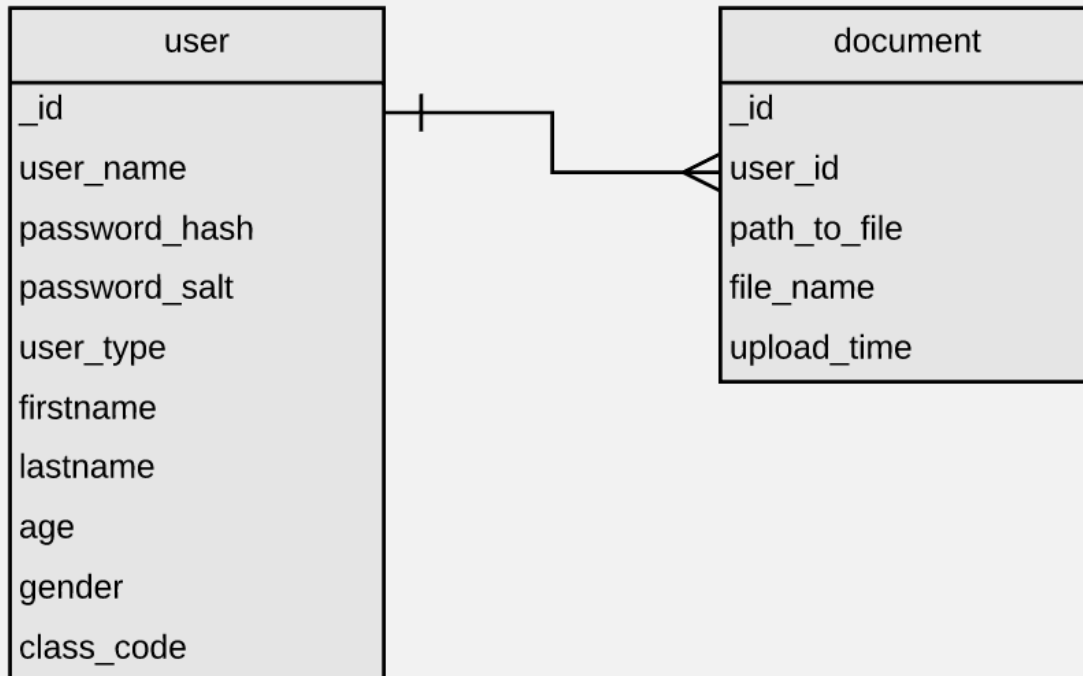 user
_id
user_name
password_hash
password_salt
user_type
firstname
lastname
age
gender
class_code
document
_id
user_id
path_to_file
file_name
upload_time